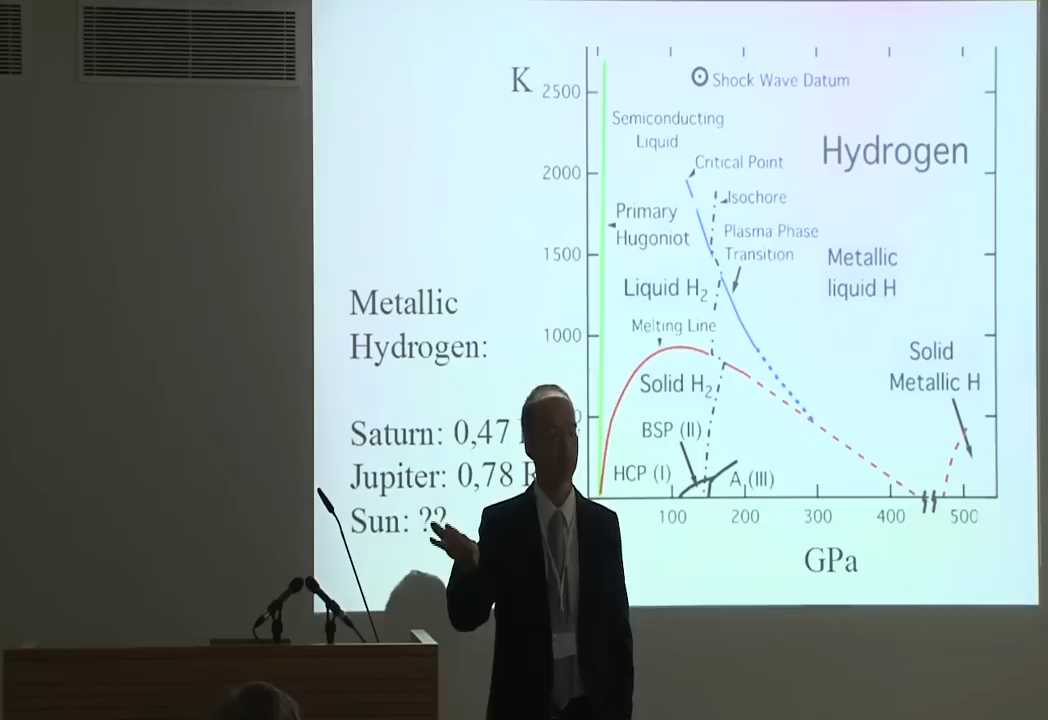 K
2500
Shock Wave Datum
Semiconducting
Liquid
Hydrogen
Critical Point
2000
Isochore
Primary
Hugoniot
Plasma Phase
Transition
1500
Metallic
liquid H
Liquid H₂
Metallic
Hydrogen:
Melting Line
1000
Solid
Metallic H
Solid H₂
Saturn: 0,47
BSP (II)
Jupiter: 0,78
HCP (I)
A (III)
Sun: ??
100
200
300
400
500
GPa